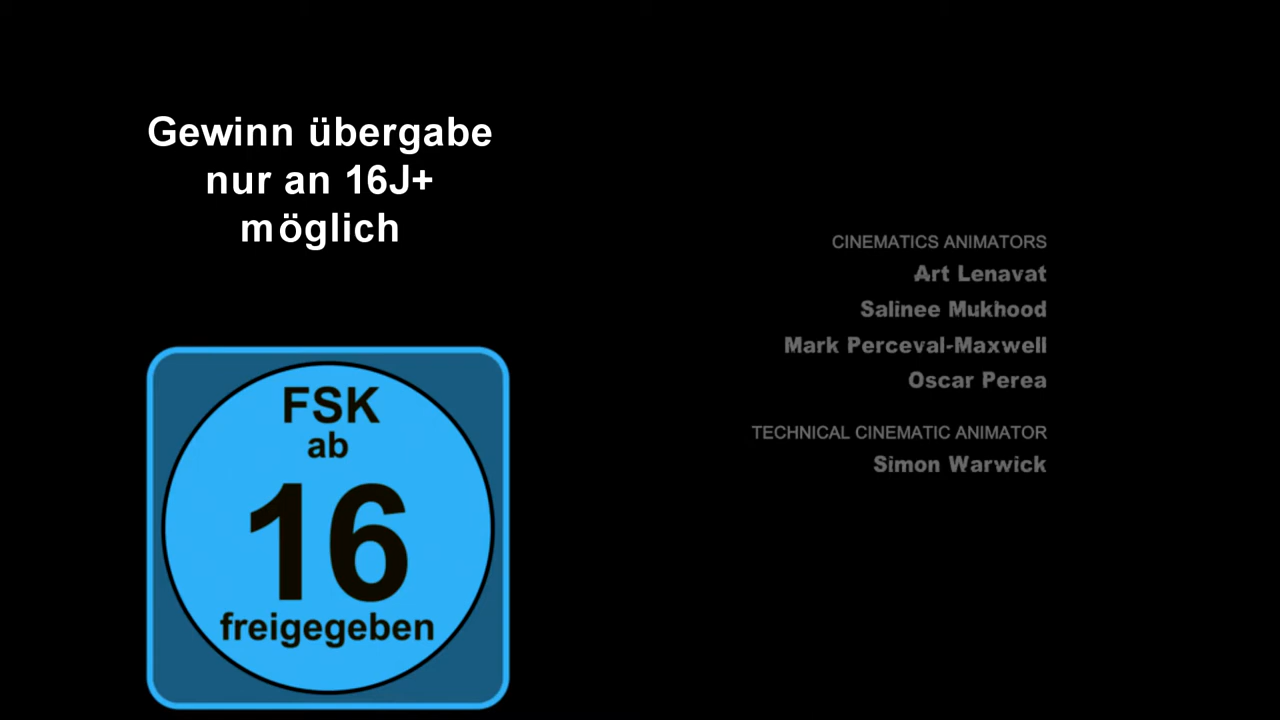 Gewinn übergabe
nur an 16J+
möglich
FSK
ab
16
freigegeben
CINEMATICS ANIMATORS
Art Lenavat
Salinee Mukhood
Mark Perceval-Maxwell
Oscar Perea
TECHNICAL CINEMATIC ANIMATOR
Simon Warwick